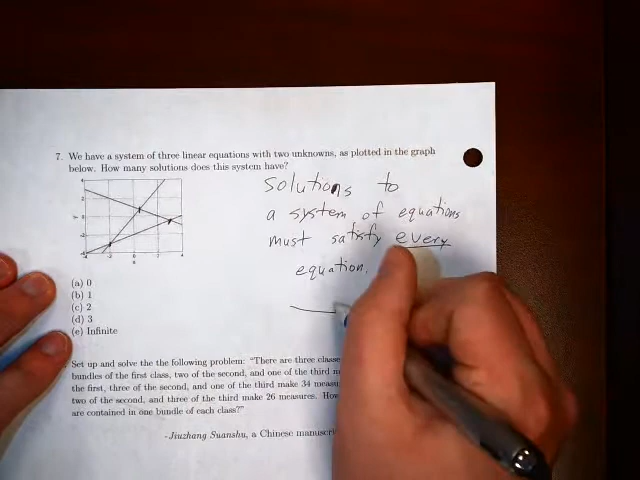 7. We have a system of three linear equations with two unknowns, as plotted in the graph
below. How many solutions does this system have?
solutions to
a system of equations
must satisfy every
equation.
(a) 0
(b) 1
(c) 2
(d) 3
(e) Infinite
Set up and solve the the following problem: "There are three
bundles of the first class, two of the second, and one of the third
the first, three of the second, and one of the third make 34
two of the second, and three of the third make 26 measures.
are contained in one bundle of each class?"
-Jiuzhang Suanshu, a Chinese